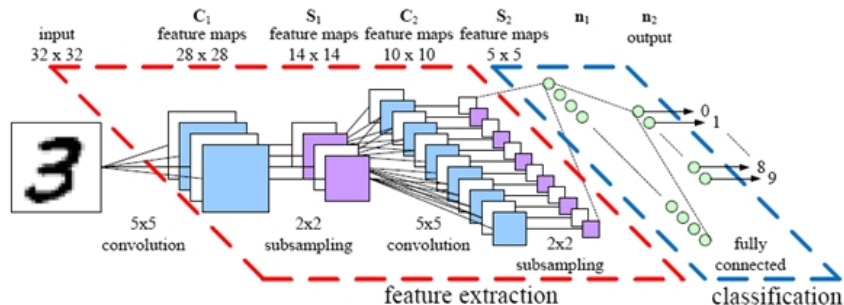 input
32 x 32
C₁
feature maps
28 x 28
S₁
feature maps
14 x 14
C₂
feature maps
10 x 10
S₂
feature maps
5 x 5
n₁
n₂
output
3
0
1
8
9
5x5
convolution
2x2
subsampling
5x5
convolution
2x2
subsampling
fully
connected
feature extraction
classification